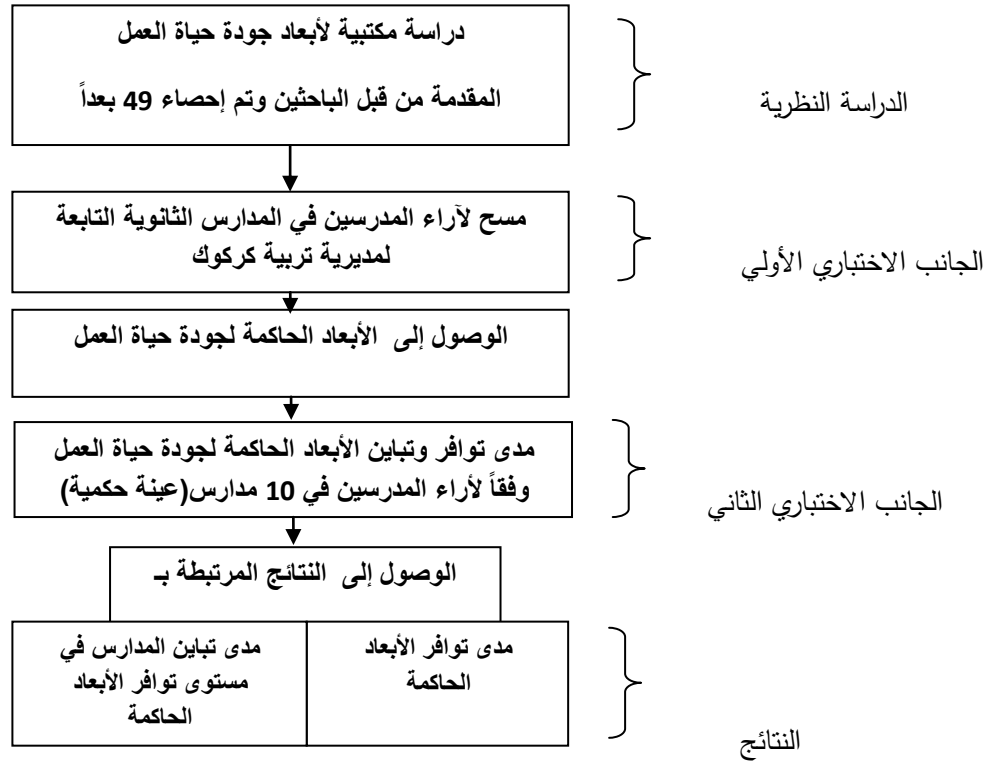 دراسة مكتبية لأبعاد جودة حياة العمل
المقدمة من قبل الباحثين وتم إحصاء 49 بعداً
الدراسة النظرية
مسح لآراء المدرسين في المدارس الثانوية التابعة
لمديرية تربية كركوك
الجانب الاختباري الأولي
الوصول إلى الأبعاد الحاكمة لجودة حياة العمل
مدى توافر وتباين الأبعاد الحاكمة لجودة حياة العمل
وفقاً لأراء المدرسين في 10 مدارس(عينة حكمية)
الجانب الاختباري الثاني
الوصول إلى النتائج المرتبطة بـ
مدى توافر الأبعاد
الحاكمة
مدى تباين المدارس في
مستوى توافر الأبعاد
الحاكمة
النتائج